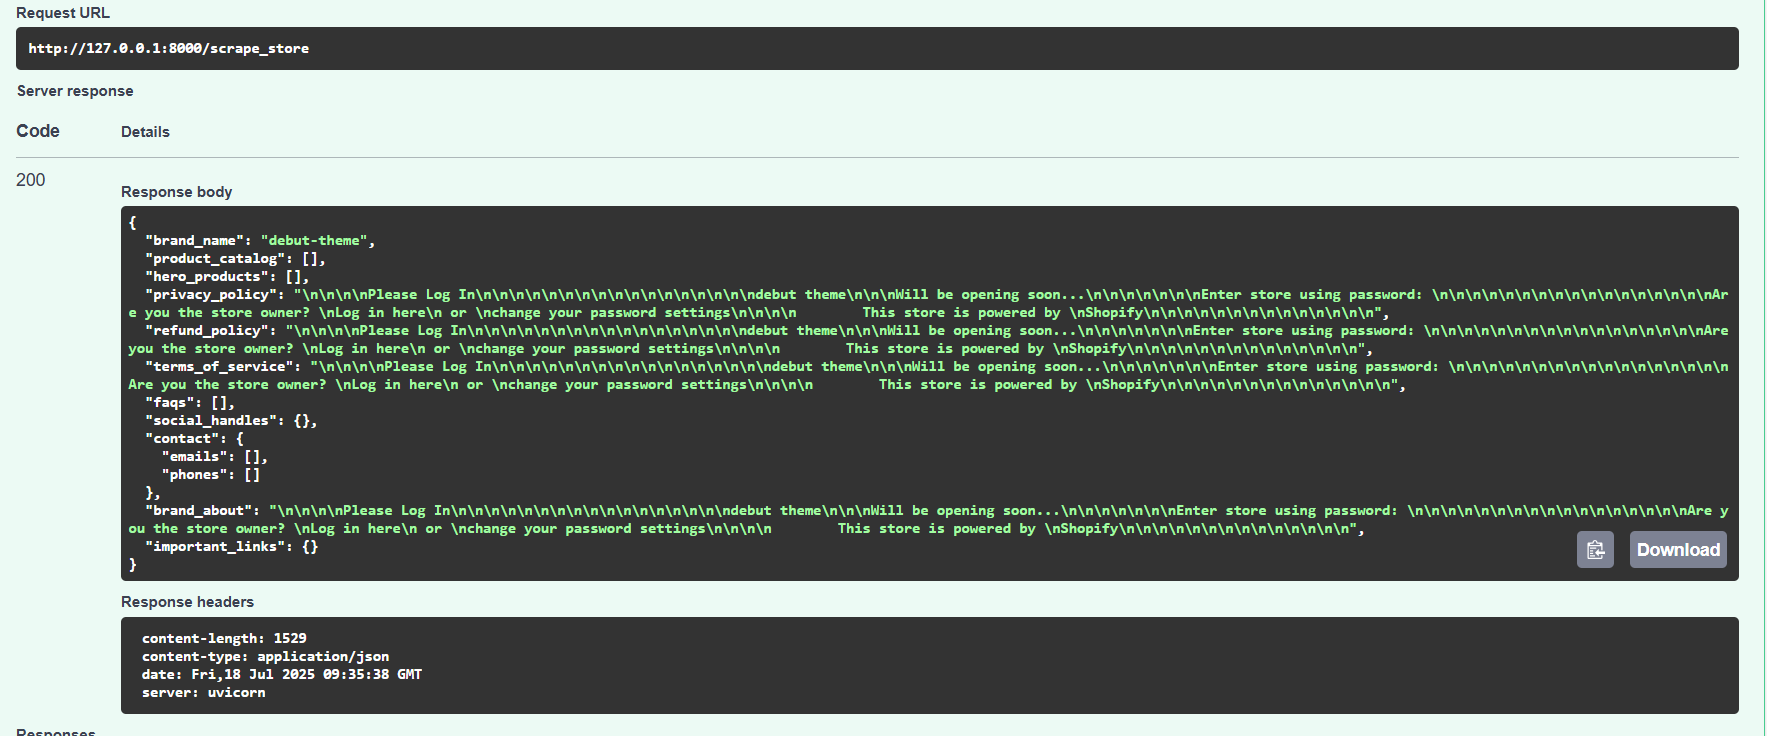 Request URL
http://127.0.0.1:8000/scrape_store
Server response
Code Details
200
Response body
{
"brand_name": "debut-theme",
"product_catalog": [],
"hero_products": [],
"privacy_policy": "\n\n\n\nPlease Log In\n\n\n\n\n\n\n\n\n\n\n\n\n\n\n\n\ndebut theme\n\n\nWill be opening soon...\n\n\n\n\n\n\nEnter store using password: \n\n\n\n\n\n\n\n\n\n\n\n\n\n\n\n\nAr
e you the store owner? \nLog in here\n or \nchange your password settings\n\n\n\n        This store is powered by \nShopify\n\n\n\n\n\n\n\n\n\n\n\n\n\n",
"refund_policy": "\n\n\n\nPlease Log In\n\n\n\n\n\n\n\n\n\n\n\n\n\n\n\n\ndebut theme\n\n\nWill be opening soon...\n\n\n\n\n\n\nEnter store using password: \n\n\n\n\n\n\n\n\n\n\n\n\n\n\n\n\nAre
you the store owner? \nLog in here\n or \nchange your password settings\n\n\n\n        This store is powered by \nShopify\n\n\n\n\n\n\n\n\n\n\n\n\n\n",
"terms_of_service": "\n\n\n\nPlease Log In\n\n\n\n\n\n\n\n\n\n\n\n\n\n\n\n\ndebut theme\n\n\nWill be opening soon...\n\n\n\n\n\n\nEnter store using password: \n\n\n\n\n\n\n\n\n\n\n\n\n\n\n\n\n
Are you the store owner? \nLog in here\n or \nchange your password settings\n\n\n\n        This store is powered by \nShopify\n\n\n\n\n\n\n\n\n\n\n\n\n\n",
"faqs": [],
"social_handles": {},
"contact": {
"emails": [],
"phones": []
},
"brand_about": "\n\n\n\nPlease Log In\n\n\n\n\n\n\n\n\n\n\n\n\n\n\n\n\ndebut theme\n\n\nWill be opening soon...\n\n\n\n\n\n\nEnter store using password: \n\n\n\n\n\n\n\n\n\n\n\n\n\n\n\n\nAre y
ou the store owner? \nLog in here\n or \nchange your password settings\n\n\n\n        This store is powered by \nShopify\n\n\n\n\n\n\n\n\n\n\n\n\n\n",
"important_links": {}
}
Download
Response headers
content-length: 1529
content-type: application/json
date: Fri,18 Jul 2025 09:35:38 GMT
server: uvicorn
Responses